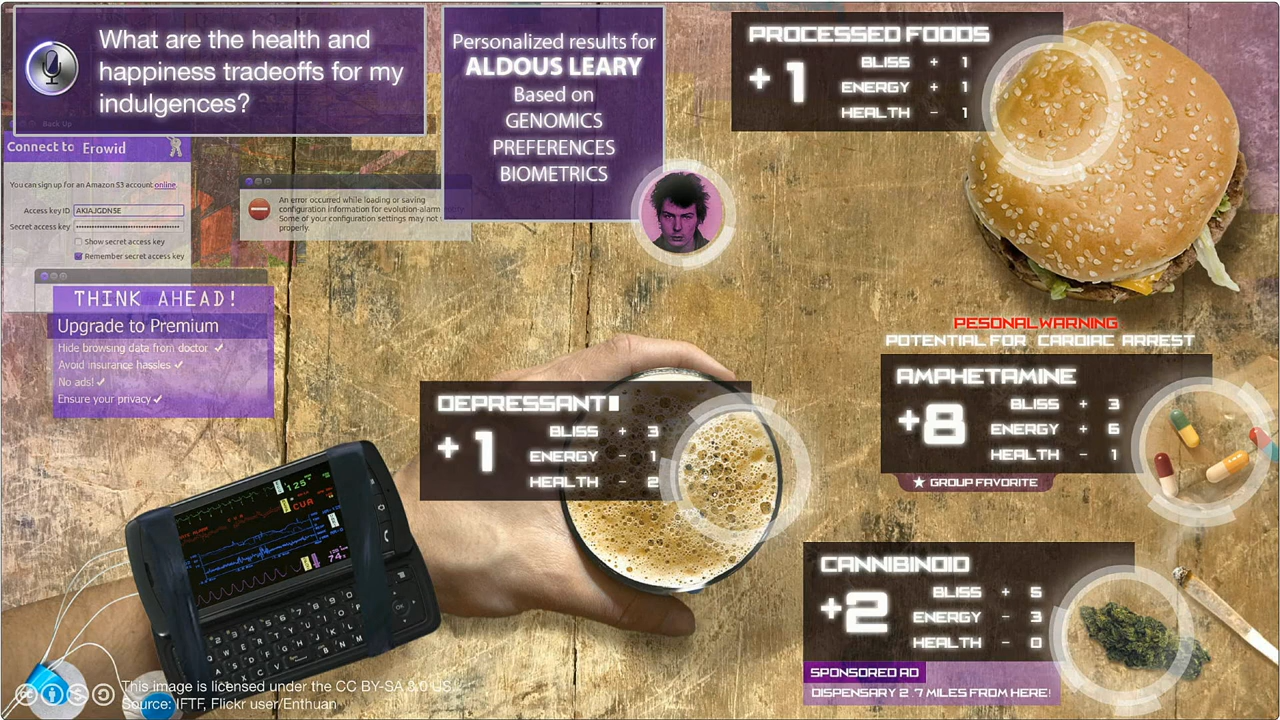 What are the health and
happiness tradeoffs for my
indulgences?
Personalized results for
ALDOUS LEARY
Based on
GENOMICS
PREFERENCES
BIOMETRICS
PROCESSED FOODS
+1
BLISS + 1
ENERGY + 1
HEALTH - 1
Back Up
Connect to Erowid
You can sign up for an Amazon S3 account online.
Access key ID AKIAJGDN5E
Secret access key
Show secret access key
Remember secret access key
An error occurred while loading or saving
configuration information for evolution-alarm
Some of your configuration settings may not
properly.
THINK AHEAD!
Upgrade to Premium
Hide browsing data from doctor ✓
Avoid insurance hassles ✓
No ads! ✓
Ensure your privacy ✓
PESONAL WARNING
POTENTIAL FOR CARDIAC ARREST
AMPHETAMINE
+8
BLISS + 3
ENERGY + 6
HEALTH - 1
★ GROUP FAVORITE
DEPRESSANT
+1
BLISS + 3
ENERGY - 1
HEALTH - 2
125
CVA
74
CANNIBINOID
+2
BLISS + 5
ENERGY - 3
HEALTH - 0
SPONSORED AD
DISPENSARY 2.7 MILES FROM HERE!
This image is licensed under the CC BY-SA 3.0 US
Source: IFTF, Flickr user/Enthuan